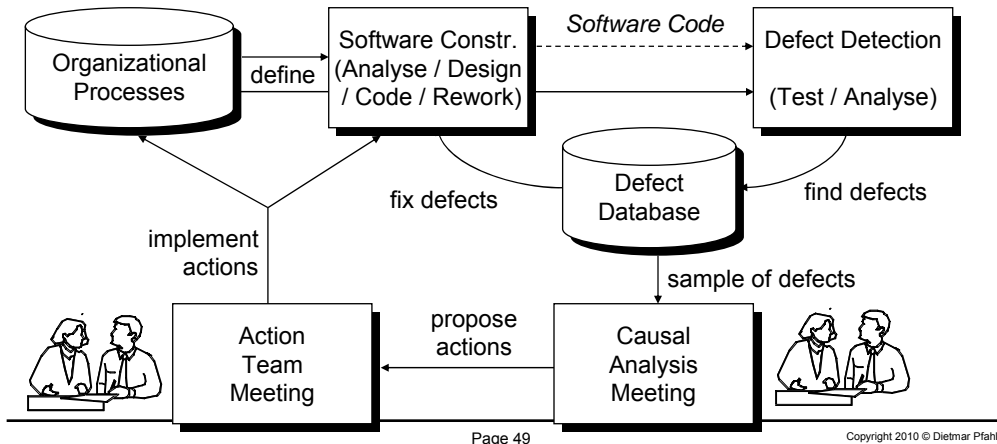 Organizational
Processes
define
Software Constr.
(Analyse / Design
/ Code / Rework)
Software Code
Defect Detection
(Test / Analyse)
fix defects
Defect
Database
find defects
implement
actions
sample of defects
Action
Team
Meeting
propose
actions
Causal
Analysis
Meeting
Page 49
Copyright 2010 © Dietmar Pfahl